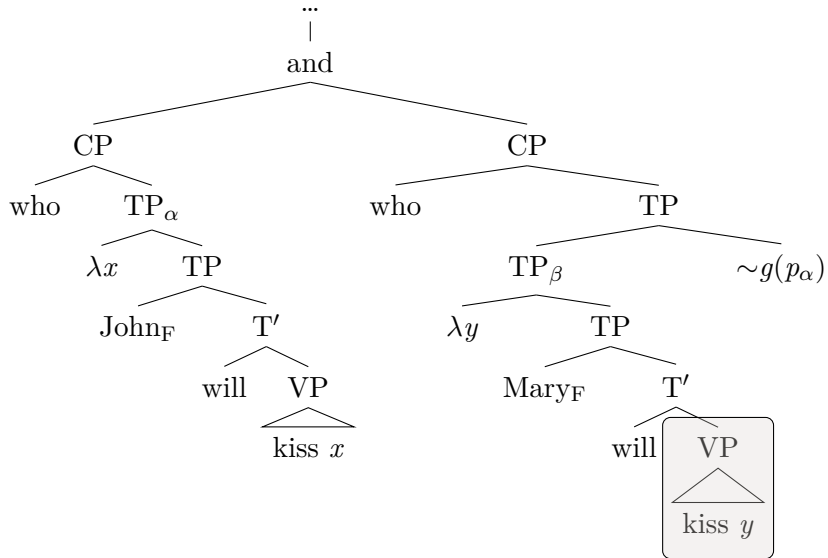 ...
and
CP CP
who TP_α who TP
λx TP TP_β ∼g(p_α)
John_F T′ λy TP
will VP Mary_F T′
kiss x will VP
kiss y